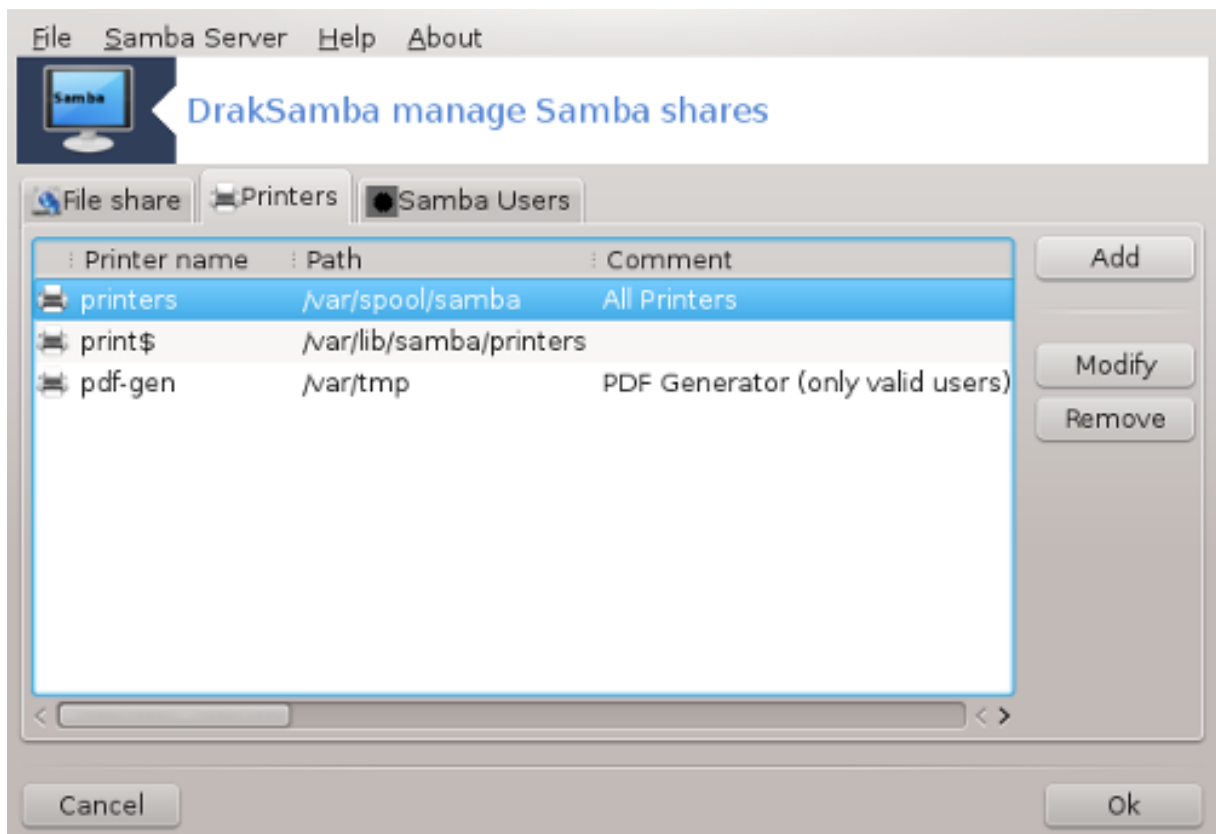 File Samba Server Help About
Samba
DrakSamba manage Samba shares
File share Printers Samba Users
Printer name Path Comment Add
printers /var/spool/samba All Printers
print$ /var/lib/samba/printers
Modify
pdf-gen /var/tmp PDF Generator (only valid users)
Remove
Cancel Ok